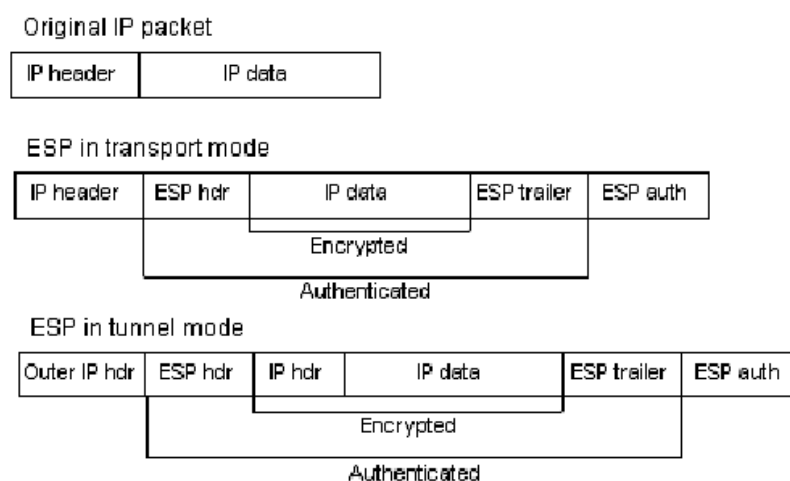 Original IP packet
IP header IP data
ESP in transport mode
IP header ESP hdr IP data ESP trailer ESP auth
Encrypted
Authenticated
ESP in tunnel mode
Outer IP hdr ESP hdr IP hdr IP data ESP trailer ESP auth
Encrypted
Authenticated